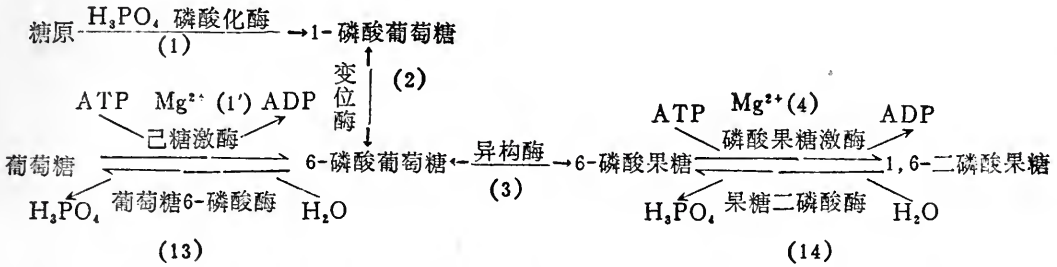 H₃PO₄ 磷酸化酶
糖原 → 1-磷酸葡萄糖
(1)
变位酶
(2)
ATP Mg²⁺ (1′) ADP ATP Mg²⁺(4) ADP
己糖激酶 磷酸果糖激酶
葡萄糖 6-磷酸葡萄糖 ← 异构酶 → 6-磷酸果糖 1,6-二磷酸果糖
(3)
H₃PO₄ 葡萄糖6-磷酸酶 H₂O H₃PO₄ 果糖二磷酸酶 H₂O
(13) (14)